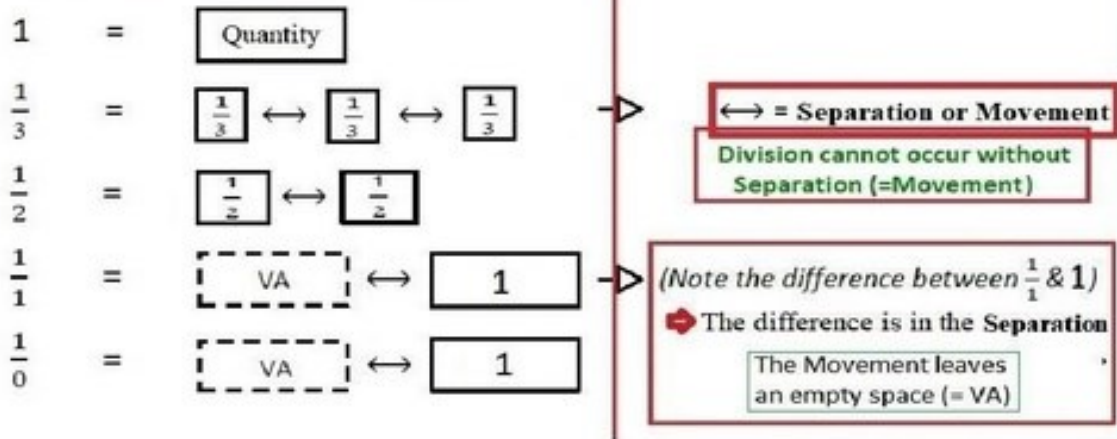 1 = Quantity
1/3 = 1/3 ↔ 1/3 ↔ 1/3
↔ = Separation or Movement
Division cannot occur without
Separation (=Movement)
1/2 = 1/2 ↔ 1/2
1/1 = VA ↔ 1
(Note the difference between 1/1 & 1)
The difference is in the Separation
1/0 = VA ↔ 1
The Movement leaves
an empty space (= VA)